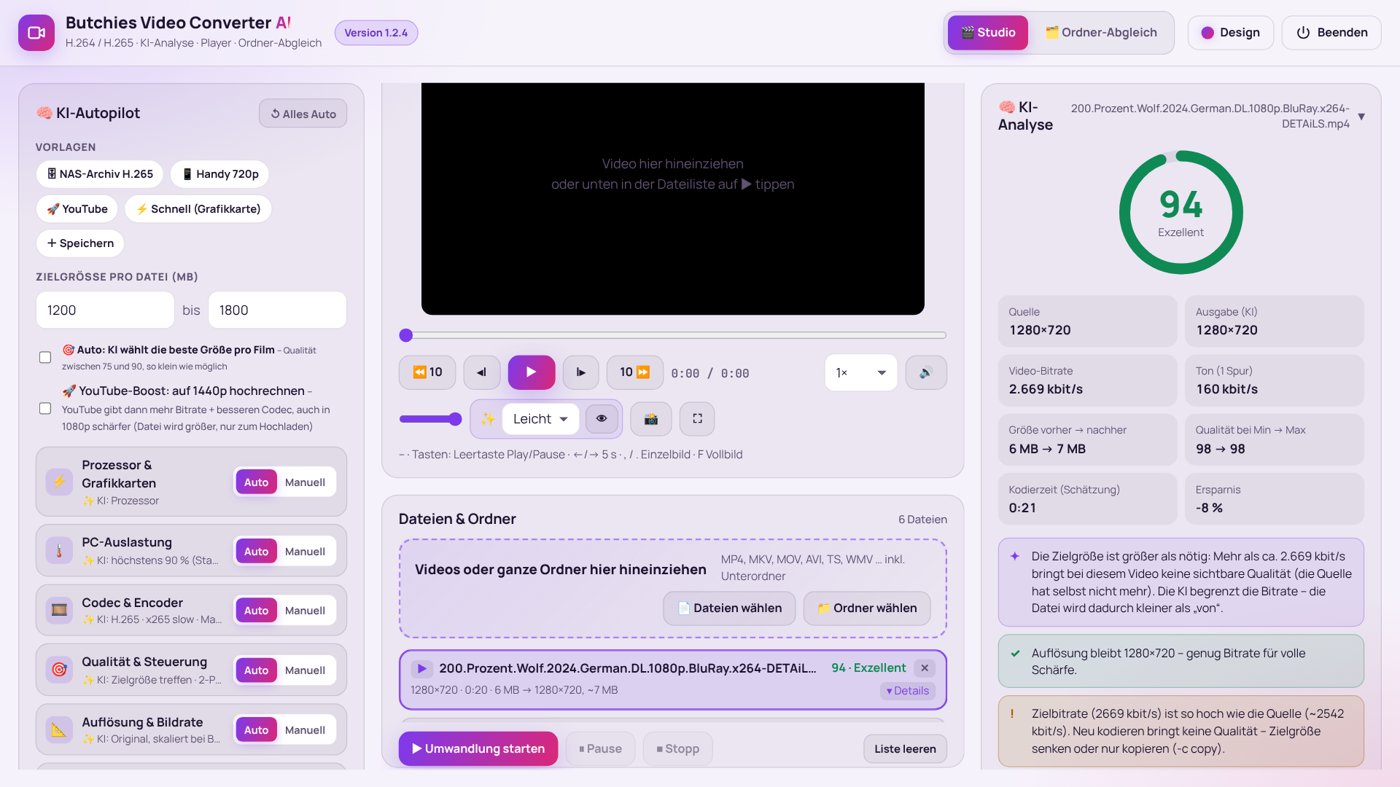 Butchies Video Converter AI
H.264 / H.265 · KI-Analyse · Player · Ordner-Abgleich
Version 1.2.4
🎬 Studio
🗂️ Ordner-Abgleich
Design
Beenden
🧠 KI-Autopilot
↺ Alles Auto
VORLAGEN
🗄 NAS-Archiv H.265
📱 Handy 720p
🚀 YouTube
⚡ Schnell (Grafikkarte)
+ Speichern
ZIELGRÖSSE PRO DATEI (MB)
1200 bis 1800
🎯 Auto: KI wählt die beste Größe pro Film – Qualität
zwischen 75 und 90, so klein wie möglich
🚀 YouTube-Boost: auf 1440p hochrechnen –
YouTube gibt dann mehr Bitrate + besseren Codec, auch in
1080p schärfer (Datei wird größer, nur zum Hochladen)
Prozessor &
Grafikkarten
✨ KI: Prozessor
Auto Manuell
PC-Auslastung
✨ KI: höchstens 90 % (Sta…
Auto Manuell
Codec & Encoder
✨ KI: H.265 · x265 slow · Ma…
Auto Manuell
Qualität & Steuerung
✨ KI: Zielgröße treffen · 2-P…
Auto Manuell
Auflösung & Bildrate
✨ KI: Original, skaliert bei B…
Auto Manuell
Video hier hineinziehen
oder unten in der Dateiliste auf ▶ tippen
⏪ 10
10 ⏩
0:00 / 0:00
1×
✨ Leicht
– · Tasten: Leertaste Play/Pause · ←/→ 5 s · , / . Einzelbild · F Vollbild
Dateien & Ordner
6 Dateien
Videos oder ganze Ordner hier hineinziehen
MP4, MKV, MOV, AVI, TS, WMV … inkl.
Unterordner
📄 Dateien wählen
📁 Ordner wählen
200.Prozent.Wolf.2024.German.DL.1080p.BluRay.x264-DETAiL…
94 · Exzellent
✕
1280×720 · 0:20 · 6 MB → 1280×720, ~7 MB
▾ Details
▶ Umwandlung starten
⏸ Pause
⏹ Stopp
Liste leeren
🧠 KI-
Analyse
200.Prozent.Wolf.2024.German.DL.1080p.BluRay.x264-
DETAiLS.mp4
▼
94
Exzellent
Quelle
1280×720
Ausgabe (KI)
1280×720
Video-Bitrate
2.669 kbit/s
Ton (1 Spur)
160 kbit/s
Größe vorher → nachher
6 MB → 7 MB
Qualität bei Min → Max
98 → 98
Kodierzeit (Schätzung)
0:21
Ersparnis
-8 %
✦ Die Zielgröße ist größer als nötig: Mehr als ca. 2.669 kbit/s
bringt bei diesem Video keine sichtbare Qualität (die Quelle
hat selbst nicht mehr). Die KI begrenzt die Bitrate – die
Datei wird dadurch kleiner als „von“.
✓ Auflösung bleibt 1280×720 – genug Bitrate für volle
Schärfe.
! Zielbitrate (2669 kbit/s) ist so hoch wie die Quelle (~2542
kbit/s). Neu kodieren bringt keine Qualität – Zielgröße
senken oder nur kopieren (-c copy).